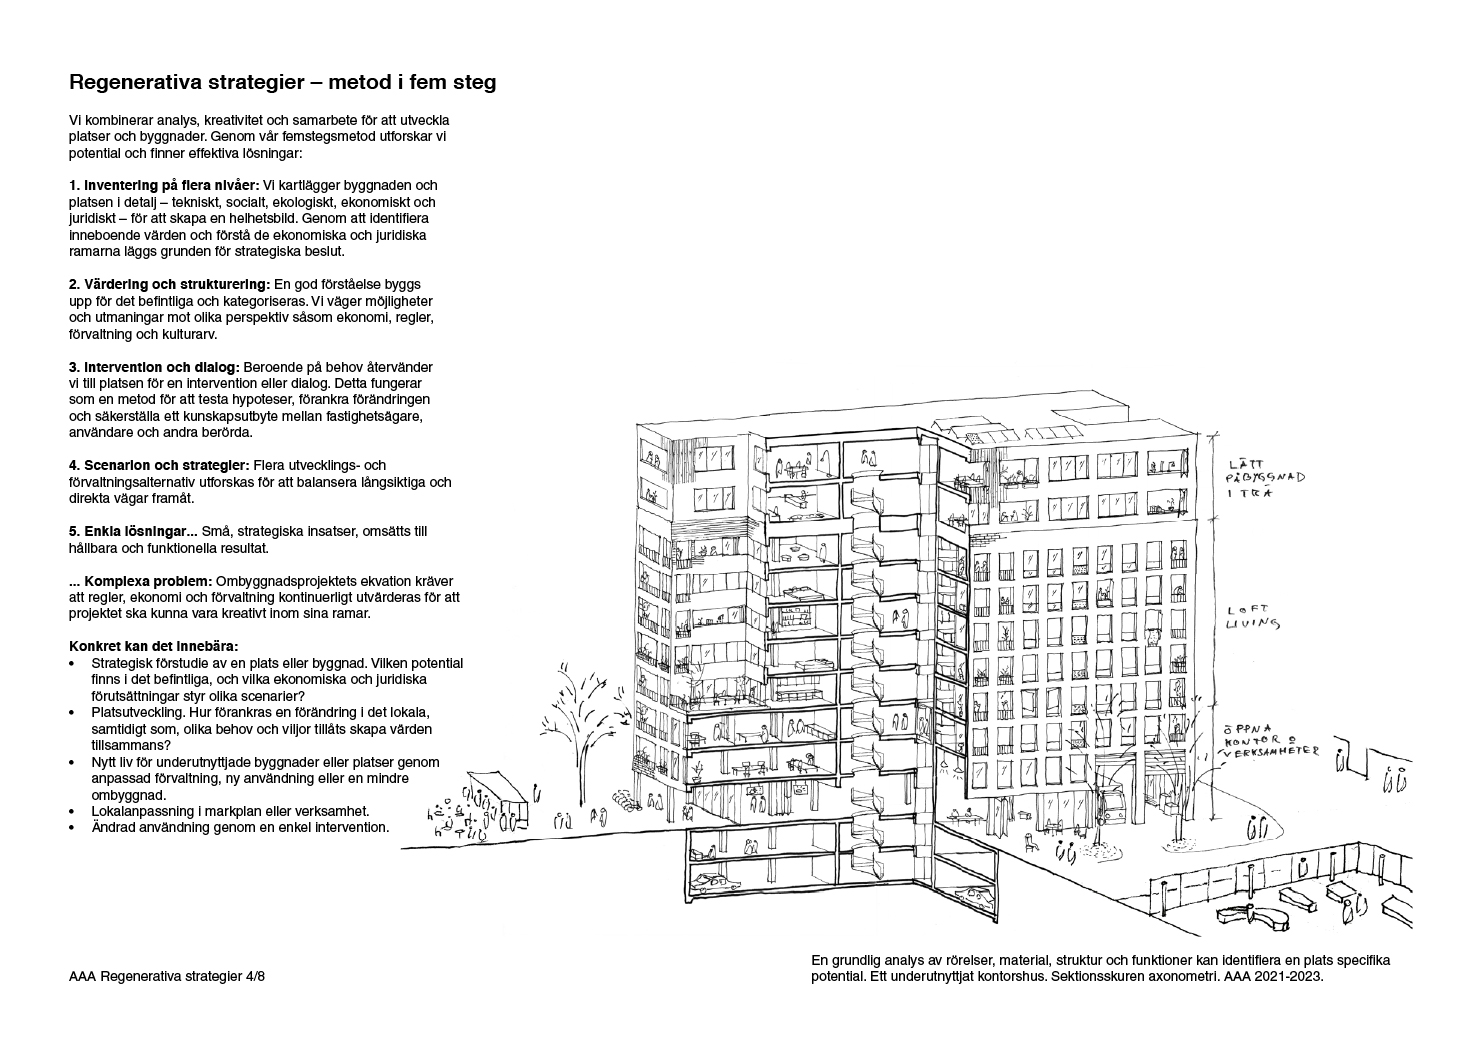 Regenerativa strategier – metod i fem steg
Vi kombinerar analys, kreativitet och samarbete för att utveckla
platser och byggnader. Genom vår femstegsmetod utforskar vi
potential och finner effektiva lösningar:
1. Inventering på flera nivåer: Vi kartlägger byggnaden och
platsen i detalj – tekniskt, socialt, ekologiskt, ekonomiskt och
juridiskt – för att skapa en helhetsbild. Genom att identifiera
inneboende värden och förstå de ekonomiska och juridiska
ramarna läggs grunden för strategiska beslut.
2. Värdering och strukturering: En god förståelse byggs
upp för det befintliga och kategoriseras. Vi väger möjligheter
och utmaningar mot olika perspektiv såsom ekonomi, regler,
förvaltning och kulturarv.
3. Intervention och dialog: Beroende på behov återvänder
vi till platsen för en intervention eller dialog. Detta fungerar
som en metod för att testa hypoteser, förankra förändringen
och säkerställa ett kunskapsutbyte mellan fastighetsägare,
användare och andra berörda.
4. Scenarion och strategier: Flera utvecklings- och
förvaltningsalternativ utforskas för att balansera långsiktiga och
direkta vägar framåt.
5. Enkla lösningar... Små, strategiska insatser, omsätts till
hållbara och funktionella resultat.
... Komplexa problem: Ombyggnadsprojektets ekvation kräver
att regler, ekonomi och förvaltning kontinuerligt utvärderas för att
projektet ska kunna vara kreativt inom sina ramar.
Konkret kan det innebära:
• Strategisk förstudie av en plats eller byggnad. Vilken potential
finns i det befintliga, och vilka ekonomiska och juridiska
förutsättningar styr olika scenarier?
• Platsutveckling. Hur förankras en förändring i det lokala,
samtidigt som, olika behov och viljor tillåts skapa värden
tillsammans?
• Nytt liv för underutnyttjade byggnader eller platser genom
anpassad förvaltning, ny användning eller en mindre
ombyggnad.
• Lokalanpassning i markplan eller verksamhet.
• Ändrad användning genom en enkel intervention.
LÄTT
PÅBYGGNAD
I TRÄ
LOFT
LIVING
ÖPPNA
KONTOR &
VERKSAMHETER
En grundlig analys av rörelser, material, struktur och funktioner kan identifiera en plats specifika
potential. Ett underutnyttjat kontorshus. Sektionsskuren axonometri. AAA 2021-2023.
AAA Regenerativa strategier 4/8